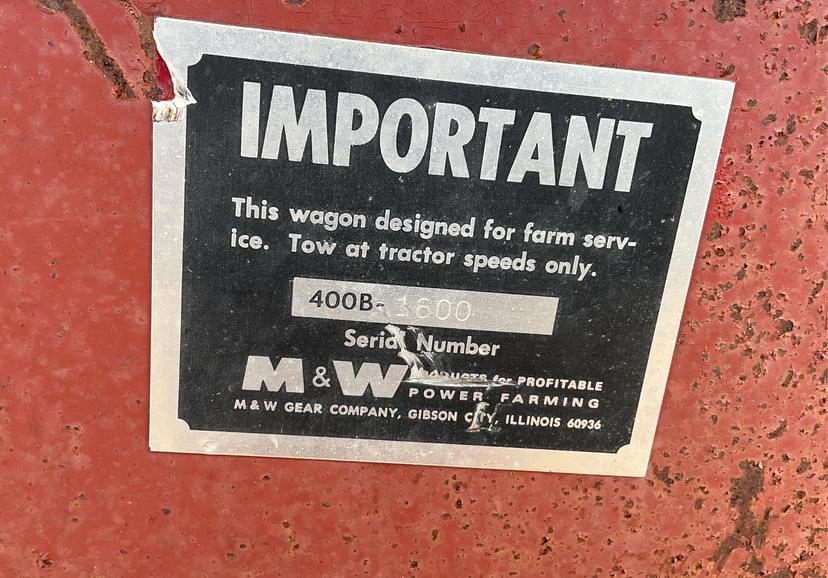 IMPORTANT
This wagon designed for farm serv-
ice. Tow at tractor speeds only.
400B-1600
Serial Number
M & W PRODUCTS for PROFITABLE
POWER FARMING
M & W GEAR COMPANY, GIBSON CITY, ILLINOIS 60936